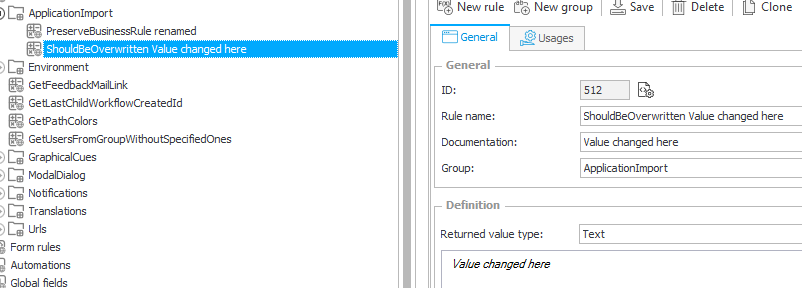 ApplicationImport
PreserveBusinessRule renamed
ShouldBeOverwritten Value changed here
Environment
GetFeedbackMailLink
GetLastChildWorkflowCreatedId
GetPathColors
GetUsersFromGroupWithoutSpecifiedOnes
GraphicalCues
ModalDialog
Notifications
Translations
Urls
Form rules
Automations
Global fields
New rule New group Save Delete Clone
General Usages
General
ID: 512
Rule name: ShouldBeOverwritten Value changed here
Documentation: Value changed here
Group: ApplicationImport
Definition
Returned value type: Text
Value changed here